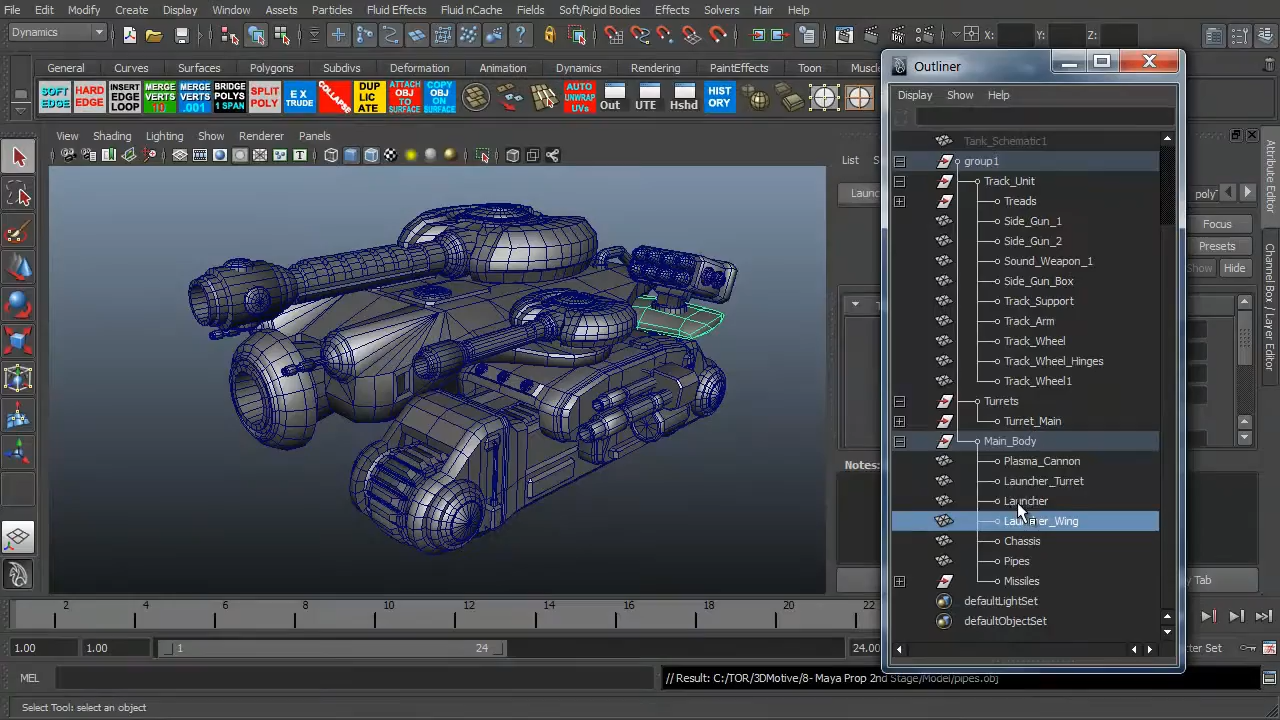 File Edit Modify Create Display Window Assets Particles Fluid Effects Fluid nCache Fields Soft/Rigid Bodies Effects Solvers Hair Help
Dynamics X: Y: Z:
General Curves Surfaces Polygons Subdivs Deformation Animation Dynamics Rendering PaintEffects Toon
SOFT EDGE
HARD EDGE
INSERT EDGE LOOP
MERGE VERTS 10
MERGE VERTS .001
BRIDGE POLYS 1 SPAN
SPLIT POLY
EX TRUDE
COLLAPSE
DUP LIC ATE
ATTACH OBJ TO SURFACE
COPY OBJ ON SURFACE
AUTO UNWRAP UVs
Out
UTE
Hshd
HIST ORY
View Shading Lighting Show Renderer Panels
List
Focus
Presets
Show Hide
Notes:
Attribute Editor
Channel Box / Layer Editor
Outliner
Display Show Help
Tank_Schematic1
group1
Track_Unit
Treads
Side_Gun_1
Side_Gun_2
Sound_Weapon_1
Side_Gun_Box
Track_Support
Track_Arm
Track_Wheel
Track_Wheel_Hinges
Track_Wheel1
Turrets
Turret_Main
Main_Body
Plasma_Cannon
Launcher_Turret
Launcher
Launcher_Wing
Chassis
Pipes
Missiles
defaultLightSet
defaultObjectSet
2 4 6 8 10 12 14 16 18 20 22
1.00 1.00 1 24 24.00
MEL // Result: C:/TOR/3DMotive/8- Maya Prop 2nd Stage/Model/pipes.obj
Select Tool: select an object